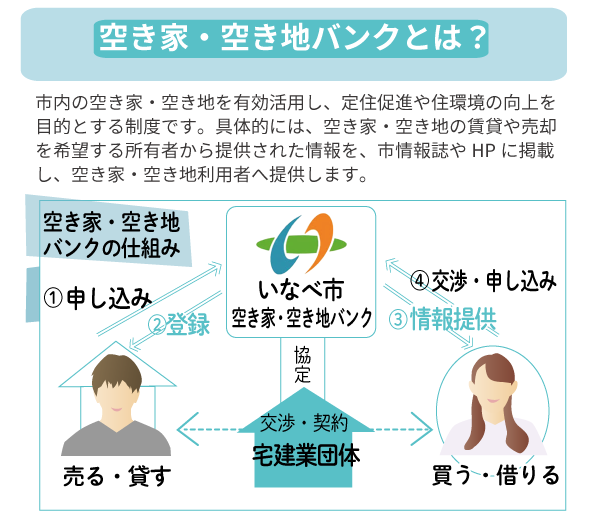 空き家・空き地バンクとは？
市内の空き家・空き地を有効活用し、定住促進や住環境の向上を
目的とする制度です。具体的には、空き家・空き地の賃貸や売却
を希望する所有者から提供された情報を、市情報誌や HP に掲載
し、空き家・空き地利用者へ提供します。
空き家・空き地
バンクの仕組み
いなべ市
空き家・空き地バンク
①申し込み
②登録
④交渉・申し込み
③情報提供
協定
交渉・契約
宅建業団体
売る・貸す
買う・借りる